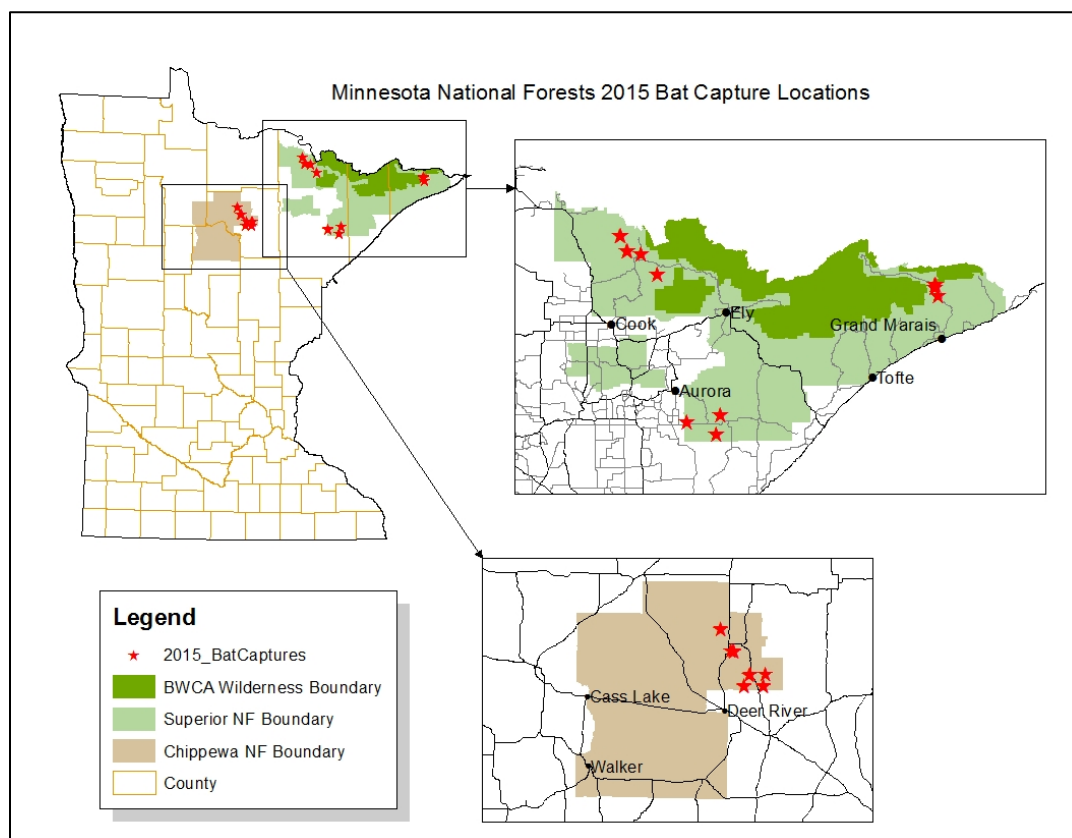 Minnesota National Forests 2015 Bat Capture Locations
Ely
Cook
Grand Marais
Tofte
Aurora
Cass Lake
Deer River
Walker
Legend
2015_BatCaptures
BWCA Wilderness Boundary
Superior NF Boundary
Chippewa NF Boundary
County